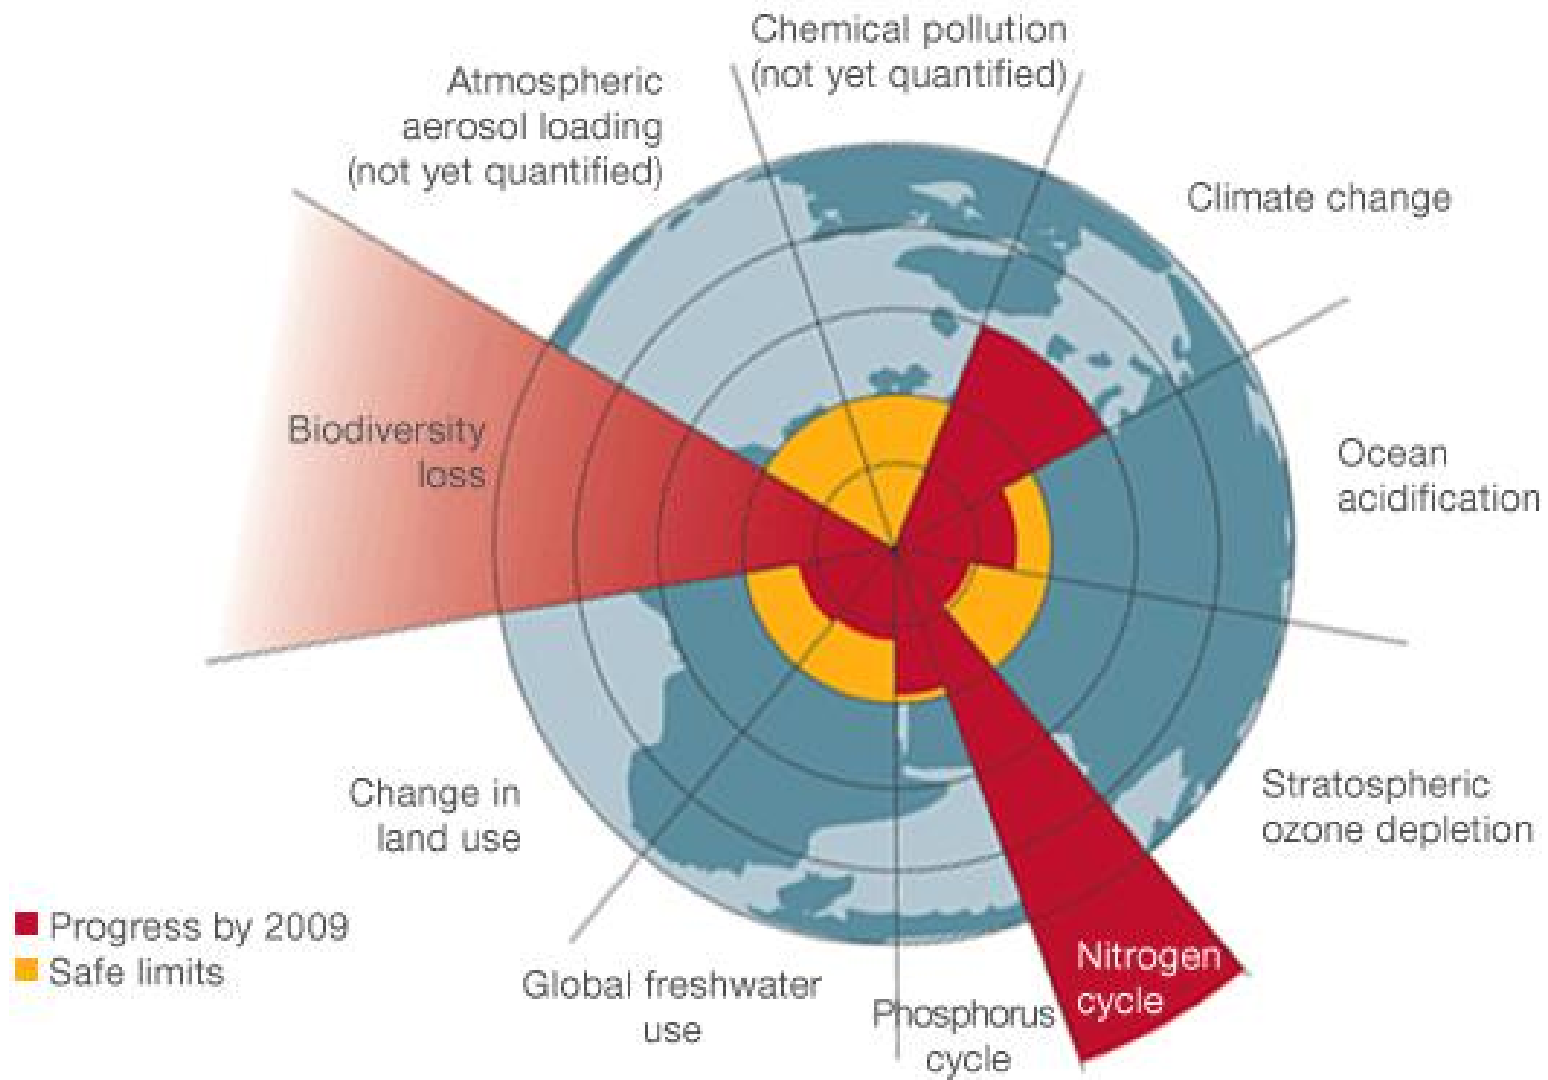 Chemical pollution
(not yet quantified)
Atmospheric
aerosol loading
(not yet quantified)
Climate change
Biodiversity
loss
Ocean
acidification
Change in
land use
Stratospheric
ozone depletion
Progress by 2009
Safe limits
Global freshwater
use
Phosphorus
cycle
Nitrogen
cycle